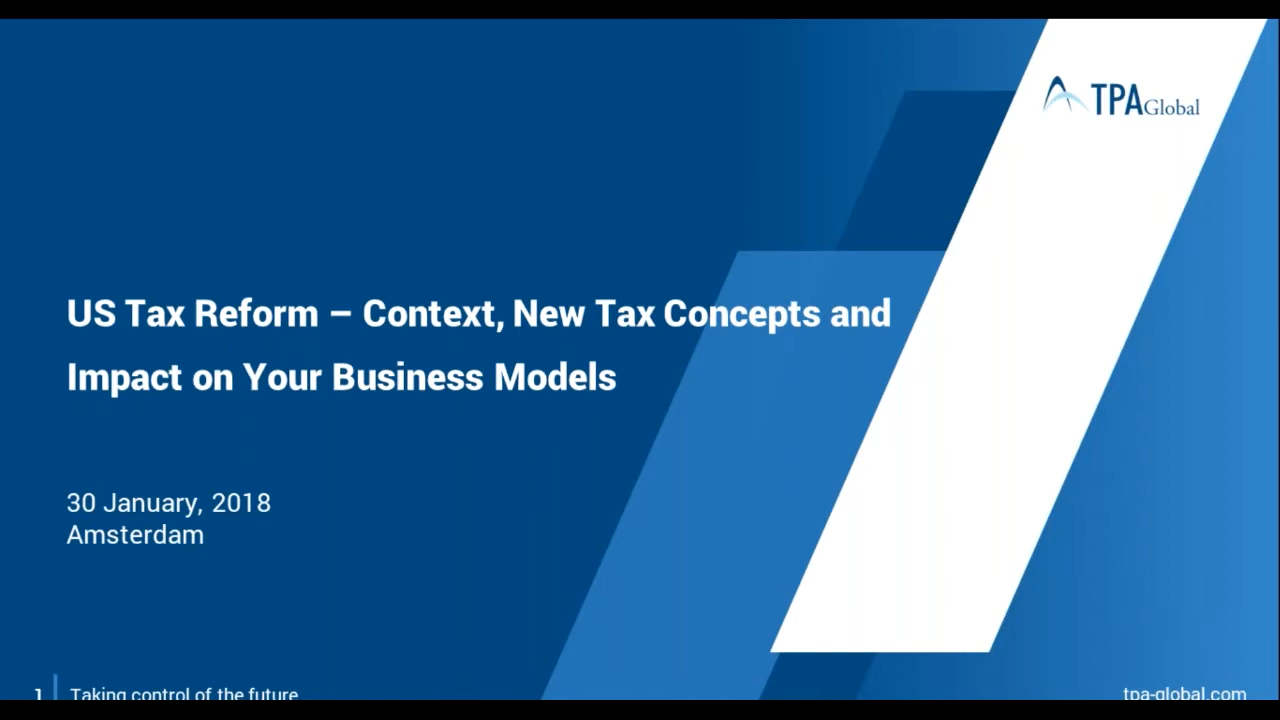 TPA Global
US Tax Reform – Context, New Tax Concepts and
Impact on Your Business Models
30 January, 2018
Amsterdam
1 Taking control of the future tpa-global.com